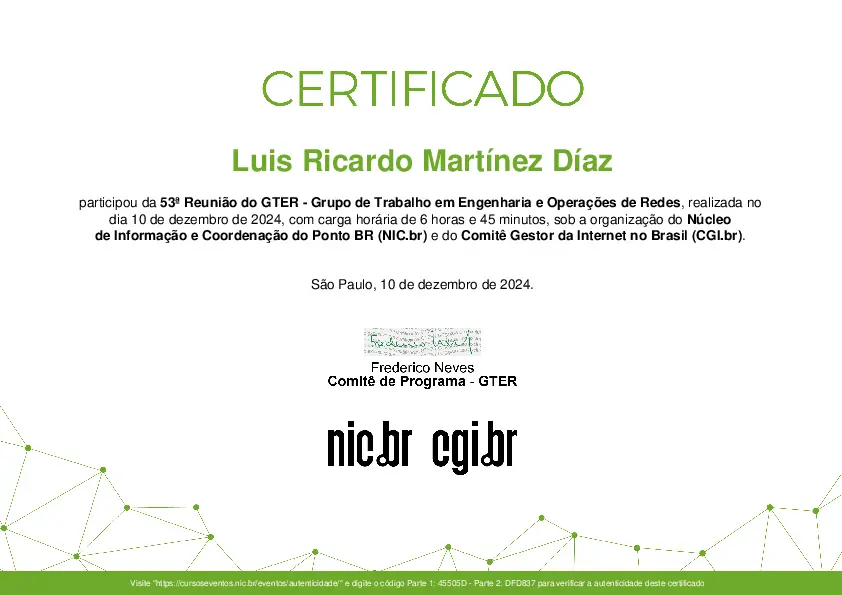 CERTIFICADO
Luis Ricardo Martínez Díaz
participou da 53ª Reunião do GTER - Grupo de Trabalho em Engenharia e Operações de Redes, realizada no
dia 10 de dezembro de 2024, com carga horária de 6 horas e 45 minutos, sob a organização do Núcleo
de Informação e Coordenação do Ponto BR (NIC.br) e do Comitê Gestor da Internet no Brasil (CGI.br).
São Paulo, 10 de dezembro de 2024.
Frederico Neves
Comitê de Programa - GTER
nic.br cgi.br
Visite "https://cursoseventos.nic.br/eventos/autenticidade/" e digite o código Parte 1: 45505D - Parte 2: DFD837 para verificar a autenticidade deste certificado